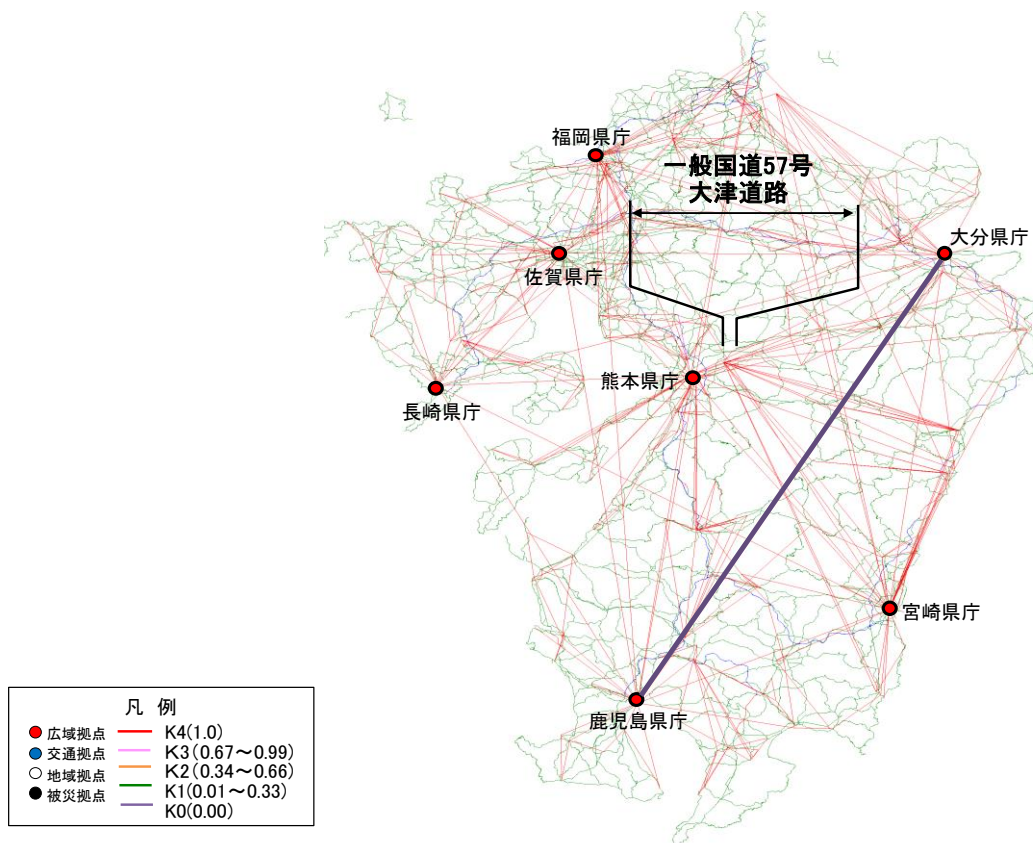 福岡県庁
一般国道57号
大津道路
大分県庁
佐賀県庁
熊本県庁
長崎県庁
宮崎県庁
鹿児島県庁
凡 例
広域拠点
交通拠点
地域拠点
被災拠点
K4(1.0)
K3(0.67～0.99)
K2(0.34～0.66)
K1(0.01～0.33)
K0(0.00)